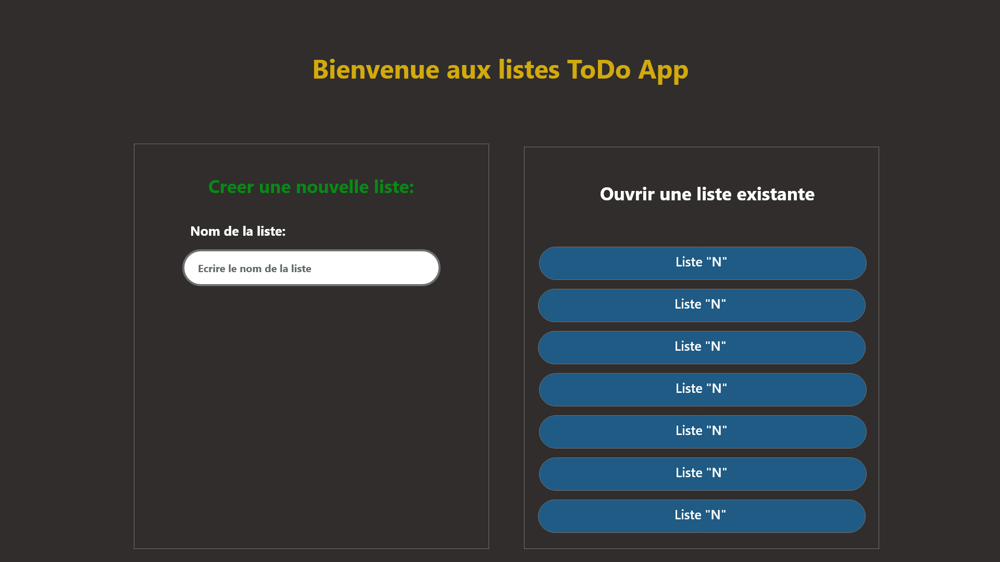 Bienvenue aux listes ToDo App
Creer une nouvelle liste:
Nom de la liste:
Ecrire le nom de la liste
Ouvrir une liste existante
Liste "N"
Liste "N"
Liste "N"
Liste "N"
Liste "N"
Liste "N"
Liste "N"